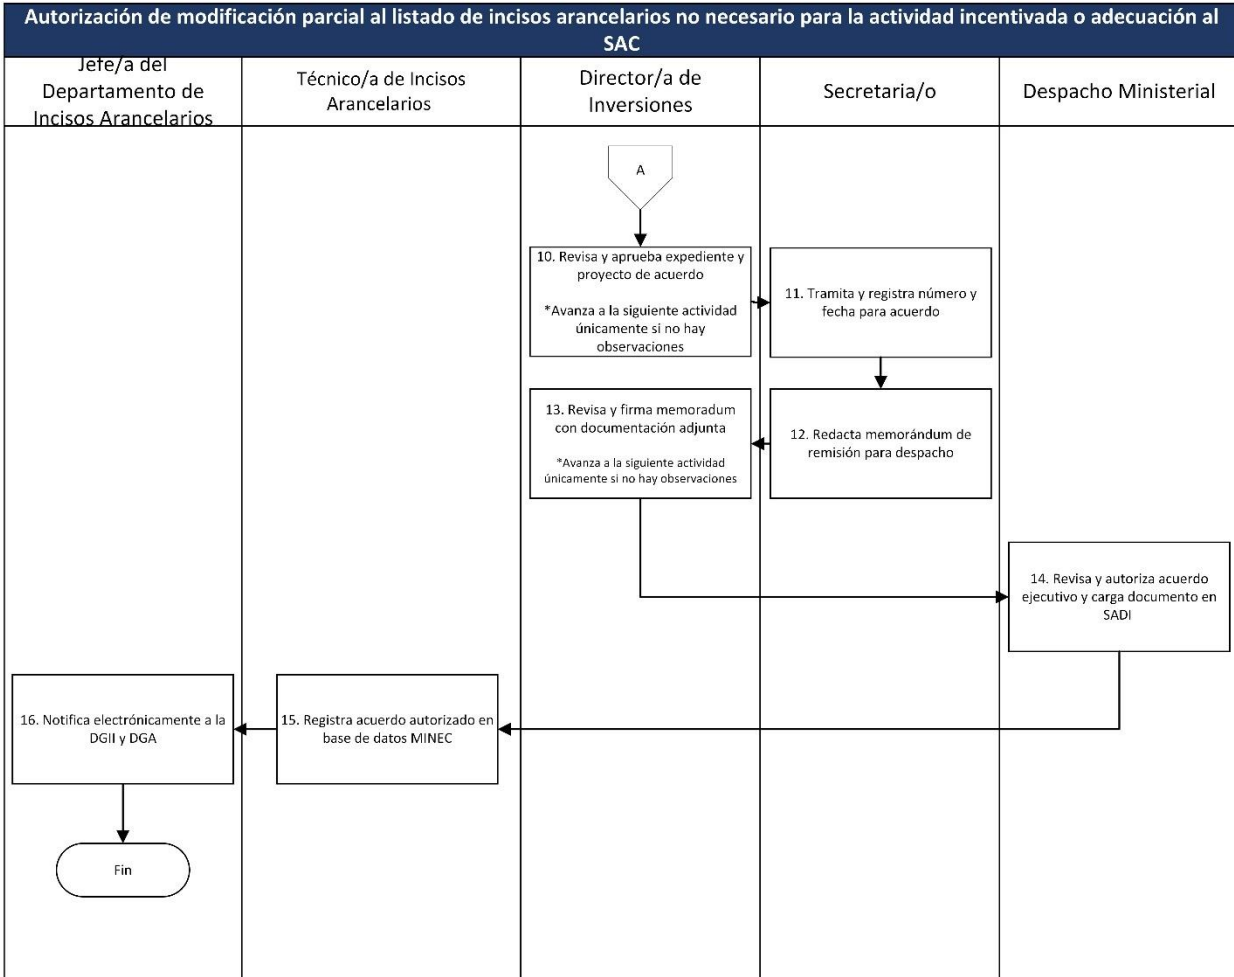 Autorización de modificación parcial al listado de incisos arancelarios no necesario para la actividad incentivada o adecuación al
SAC
Jefe/a del
Departamento de
Incisos Arancelarios
Técnico/a de Incisos
Arancelarios
Director/a de
Inversiones
Secretaria/o
Despacho Ministerial
A
10. Revisa y aprueba expediente y
proyecto de acuerdo
*Avanza a la siguiente actividad
únicamente si no hay
observaciones
11. Tramita y registra número y
fecha para acuerdo
13. Revisa y firma memoradum
con documentación adjunta
*Avanza a la siguiente actividad
únicamente si no hay observaciones
12. Redacta memorándum de
remisión para despacho
14. Revisa y autoriza acuerdo
ejecutivo y carga documento en
SADI
16. Notifica electrónicamente a la
DGII y DGA
15. Registra acuerdo autorizado en
base de datos MINEC
Fin